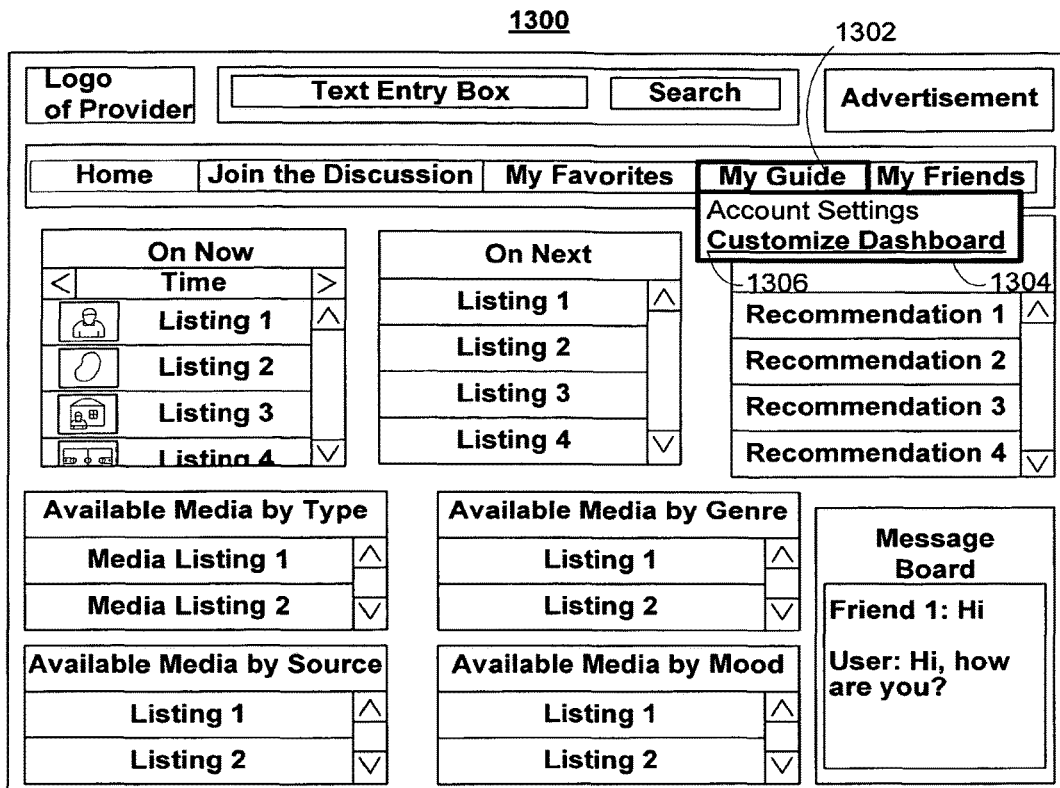 1300
1302
Logo
of Provider
Text Entry Box
Search
Advertisement
Home
Join the Discussion
My Favorites
My Guide
My Friends
Account Settings
Customize Dashboard
1306
1304
On Now
< Time >
Listing 1
Listing 2
Listing 3
Listing 4
On Next
Listing 1
Listing 2
Listing 3
Listing 4
Recommendation 1
Recommendation 2
Recommendation 3
Recommendation 4
Available Media by Type
Media Listing 1
Media Listing 2
Available Media by Genre
Listing 1
Listing 2
Message
Board
Friend 1: Hi
User: Hi, how
are you?
Available Media by Source
Listing 1
Listing 2
Available Media by Mood
Listing 1
Listing 2